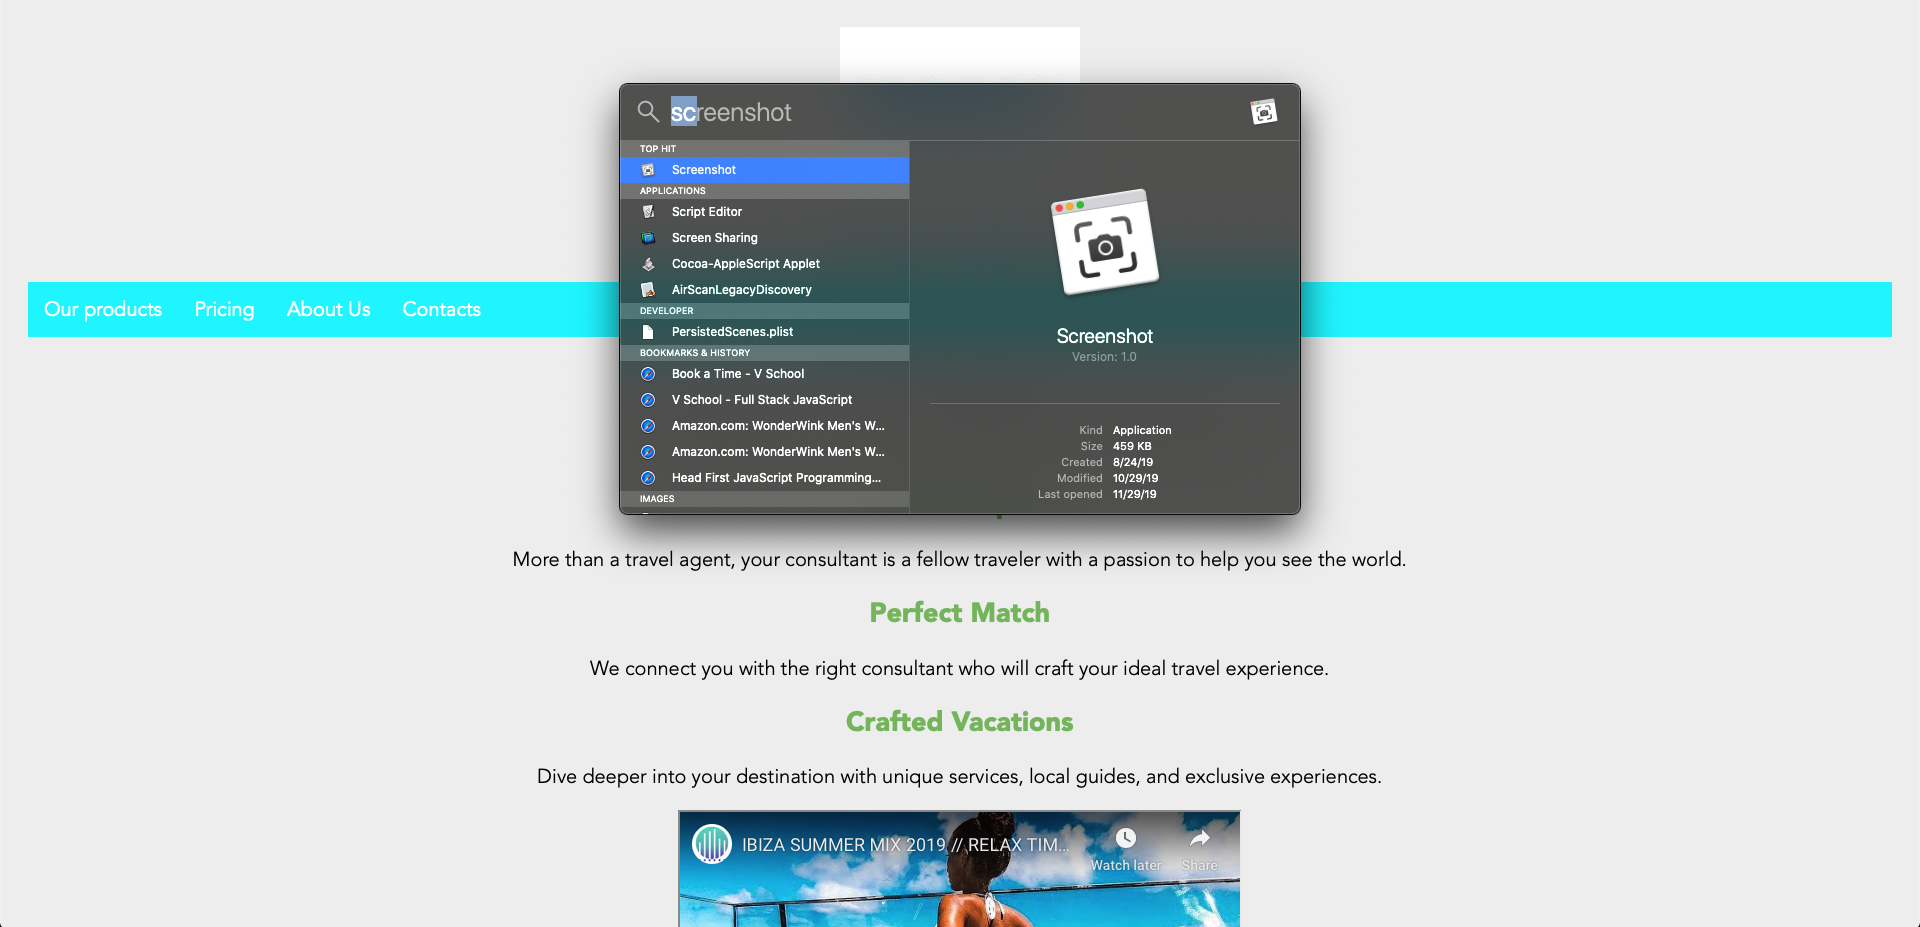 screenshot
TOP HIT
Screenshot
APPLICATIONS
Script Editor
Screen Sharing
Cocoa-AppleScript Applet
AirScanLegacyDiscovery
DEVELOPER
PersistedScenes.plist
BOOKMARKS & HISTORY
Book a Time - V School
V School - Full Stack JavaScript
Amazon.com: WonderWink Men's W...
Amazon.com: WonderWink Men's W...
Head First JavaScript Programming...
IMAGES
Screenshot
Version: 1.0
Kind Application
Size 459 KB
Created 8/24/19
Modified 10/29/19
Last opened 11/29/19
Our products Pricing About Us Contacts
More than a travel agent, your consultant is a fellow traveler with a passion to help you see the world.
Perfect Match
We connect you with the right consultant who will craft your ideal travel experience.
Crafted Vacations
Dive deeper into your destination with unique services, local guides, and exclusive experiences.
IBIZA SUMMER MIX 2019 // RELAX TIM...
Watch later Share